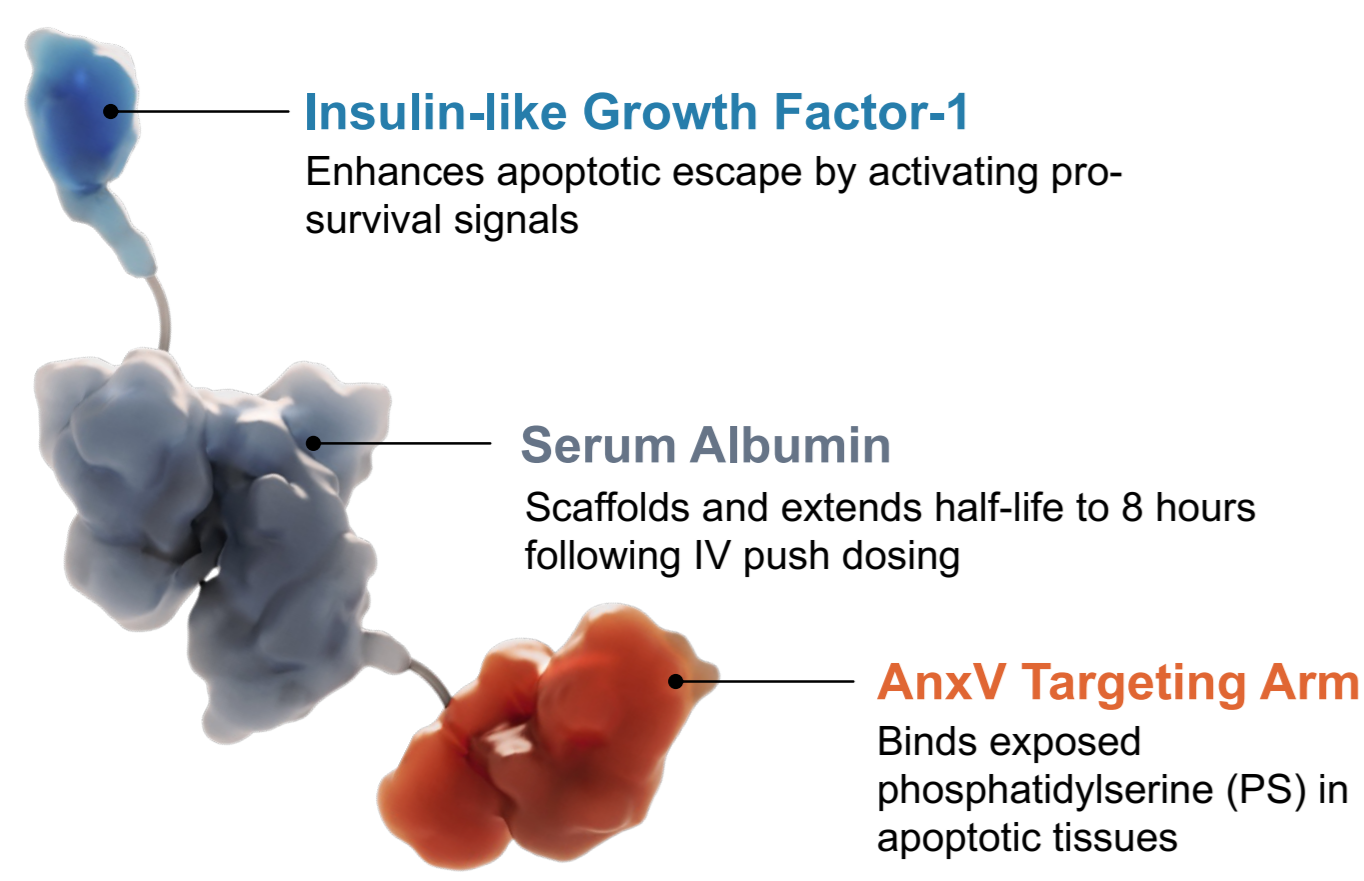 Insulin-like Growth Factor-1
Enhances apoptotic escape by activating pro-
survival signals
Serum Albumin
Scaffolds and extends half-life to 8 hours
following IV push dosing
AnxV Targeting Arm
Binds exposed
phosphatidylserine (PS) in
apoptotic tissues